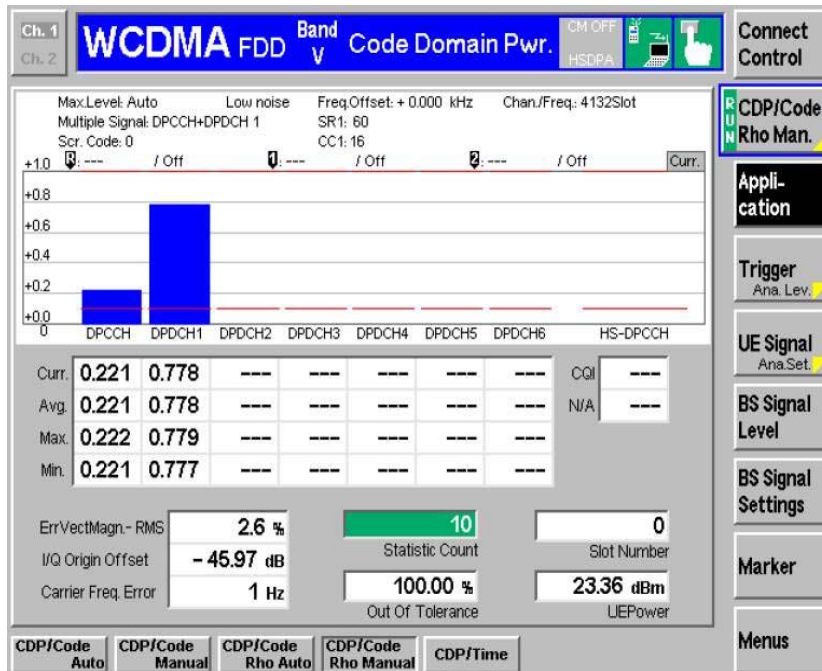 Ch. 1
Ch. 2
WCDMA FDD Band V Code Domain Pwr.
CM OFF
HSDPA
Connect Control
Max.Level: Auto Low noise Freq.Offset: + 0.000 kHz Chan./Freq.: 4132Slot
Multiple Signal: DPCCH+DPDCH 1 SR1: 60
Scr. Code: 0 CC1: 16
R: --- / Off 1: --- / Off 2: --- / Off Curr.
+1.0
+0.8
+0.6
+0.4
+0.2
+0.0
0 DPCCH DPDCH1 DPDCH2 DPDCH3 DPDCH4 DPDCH5 DPDCH6 HS-DPCCH
Curr. 0.221 0.778 --- --- --- --- --- CQI ---
Avg. 0.221 0.778 --- --- --- --- --- N/A ---
Max. 0.222 0.779 --- --- --- --- ---
Min. 0.221 0.777 --- --- --- --- ---
ErrVectMagn.- RMS 2.6 % 10 0
Statistic Count Slot Number
I/Q Origin Offset - 45.97 dB
Carrier Freq. Error 1 Hz 100.00 % 23.36 dBm
Out Of Tolerance UEPower
RUN
CDP/Code
Rho Man.
Appli-
cation
Trigger
Ana. Lev.
UE Signal
Ana.Set.
BS Signal
Level
BS Signal
Settings
Marker
Menus
CDP/Code Auto
CDP/Code Manual
CDP/Code Rho Auto
CDP/Code Rho Manual
CDP/Time